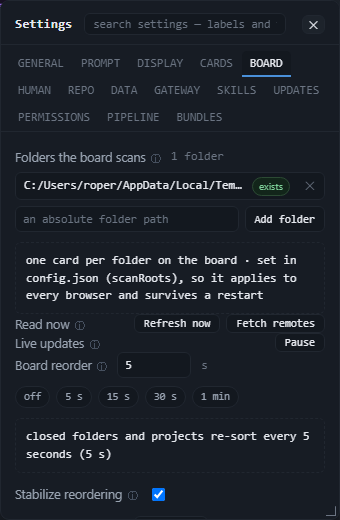 Settings search settings — labels and ×
GENERAL PROMPT DISPLAY CARDS BOARD
HUMAN REPO DATA GATEWAY SKILLS UPDATES
PERMISSIONS PIPELINE BUNDLES
Folders the board scans ⓘ 1 folder
C:/Users/roper/AppData/Local/Tem… exists ×
an absolute folder path Add folder
one card per folder on the board · set in
config.json (scanRoots), so it applies to
every browser and survives a restart
Read now ⓘ Refresh now Fetch remotes
Live updates ⓘ Pause
Board reorder ⓘ 5 s
off 5 s 15 s 30 s 1 min
closed folders and projects re-sort every 5
seconds (5 s)
Stabilize reordering ⓘ